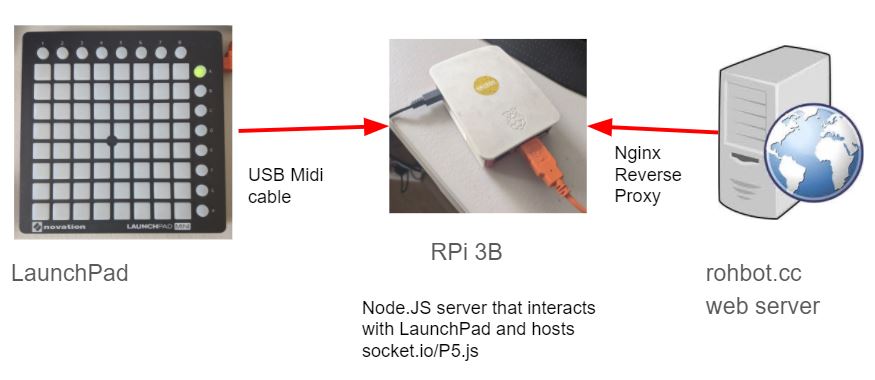 1 2 3 4 5 6 7 8
A
novation
LAUNCHPAD MINI
USB Midi
cable
Nginx
Reverse
Proxy
LaunchPad
RPi 3B
rohbot.cc
web server
Node.JS server that interacts
with LaunchPad and hosts
socket.io/P5.js